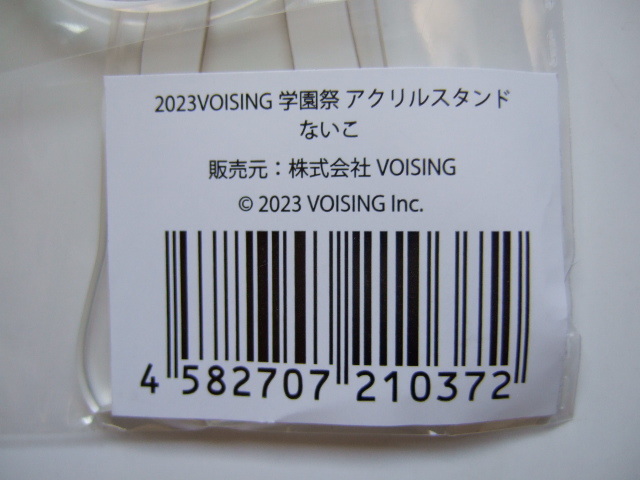 2023VOISING 学園祭 アクリルスタンド
ないこ
販売元：株式会社 VOISING
© 2023 VOISING Inc.
4 582707 210372